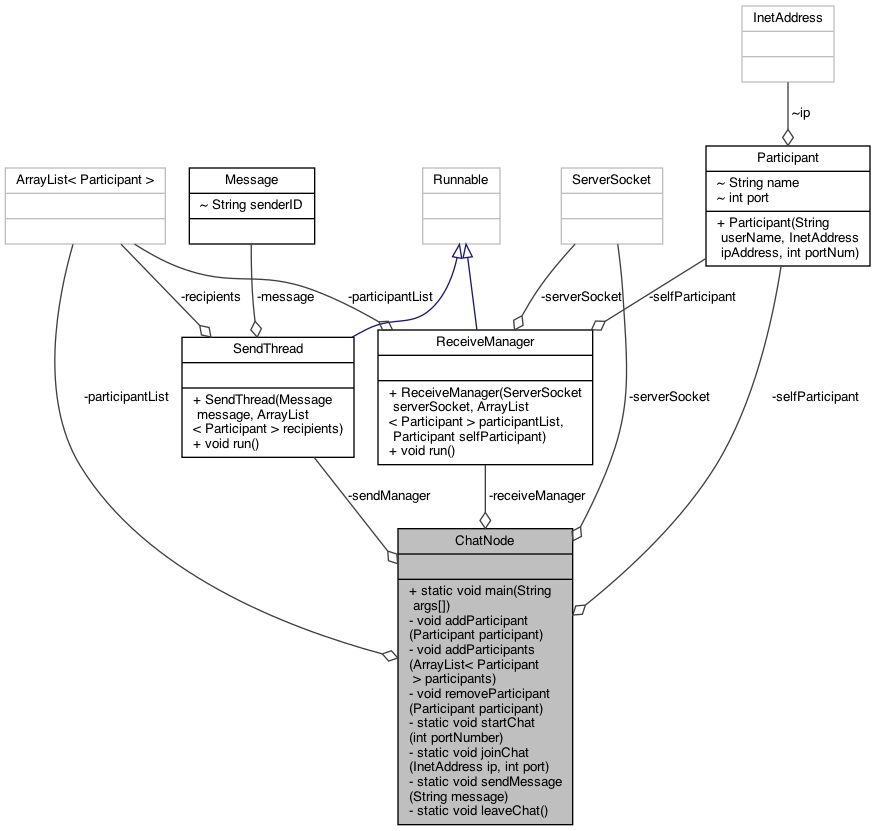 InetAddress
~ip
Participant
~ String name
~ int port
+ Participant(String
userName, InetAddress
ipAddress, int portNum)
ArrayList< Participant >
Message
~ String senderID
Runnable
ServerSocket
-recipients
-message
-participantList
-serverSocket
-selfParticipant
SendThread
+ SendThread(Message
message, ArrayList
< Participant > recipients)
+ void run()
ReceiveManager
+ ReceiveManager(ServerSocket
serverSocket, ArrayList
< Participant > participantList,
Participant selfParticipant)
+ void run()
-participantList
-serverSocket
-selfParticipant
-sendManager
-receiveManager
ChatNode
+ static void main(String
args[])
- void addParticipant
(Participant participant)
- void addParticipants
(ArrayList< Participant
> participants)
- void removeParticipant
(Participant participant)
- static void startChat
(int portNumber)
- static void joinChat
(InetAddress ip, int port)
- static void sendMessage
(String message)
- static void leaveChat()